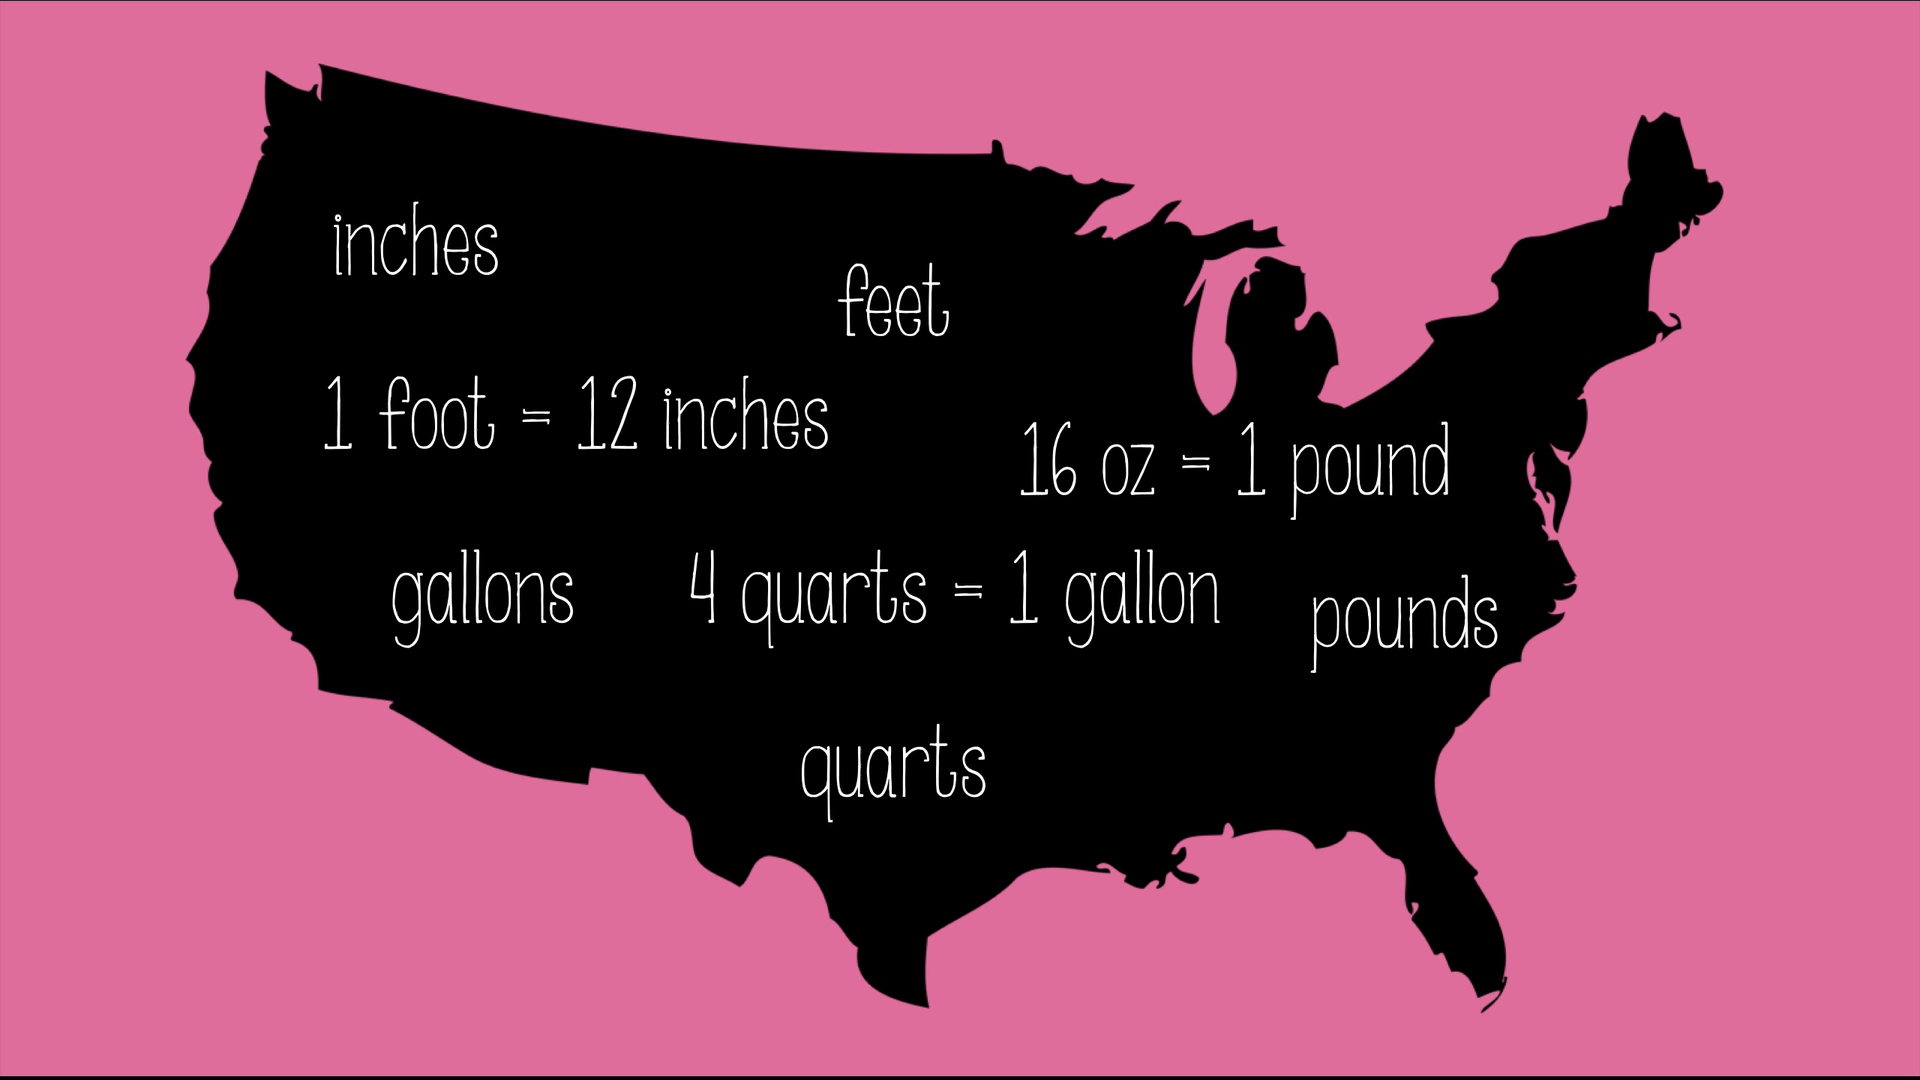 inches
feet
1 foot = 12 inches
16 oz = 1 pound
gallons
4 quarts = 1 gallon
pounds
quarts